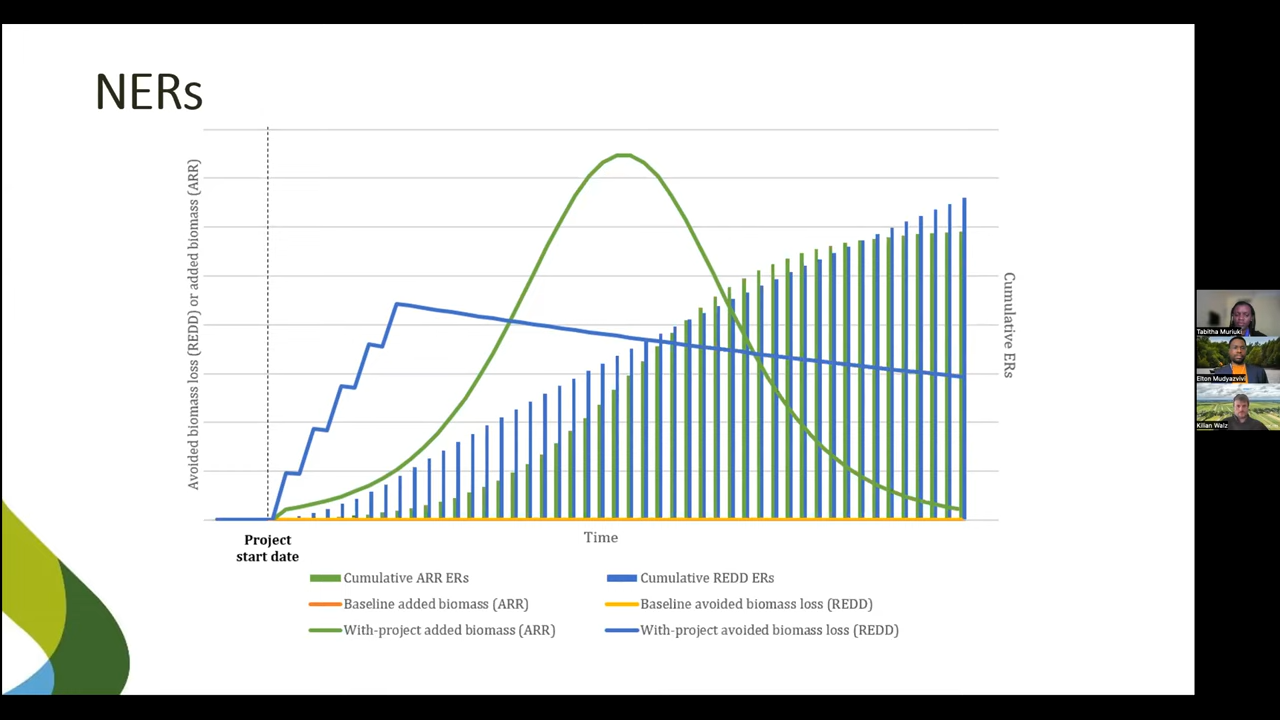 NERs
Avoided biomass loss (REDD) or added biomass (ARR)
Cumulative ERs
Project
start date
Time
Cumulative ARR ERs
Cumulative REDD ERs
Baseline added biomass (ARR)
Baseline avoided biomass loss (REDD)
With-project added biomass (ARR)
With-project avoided biomass loss (REDD)
Tabitha Muriuki
Elton Mudyazvivi
Kilian Walz